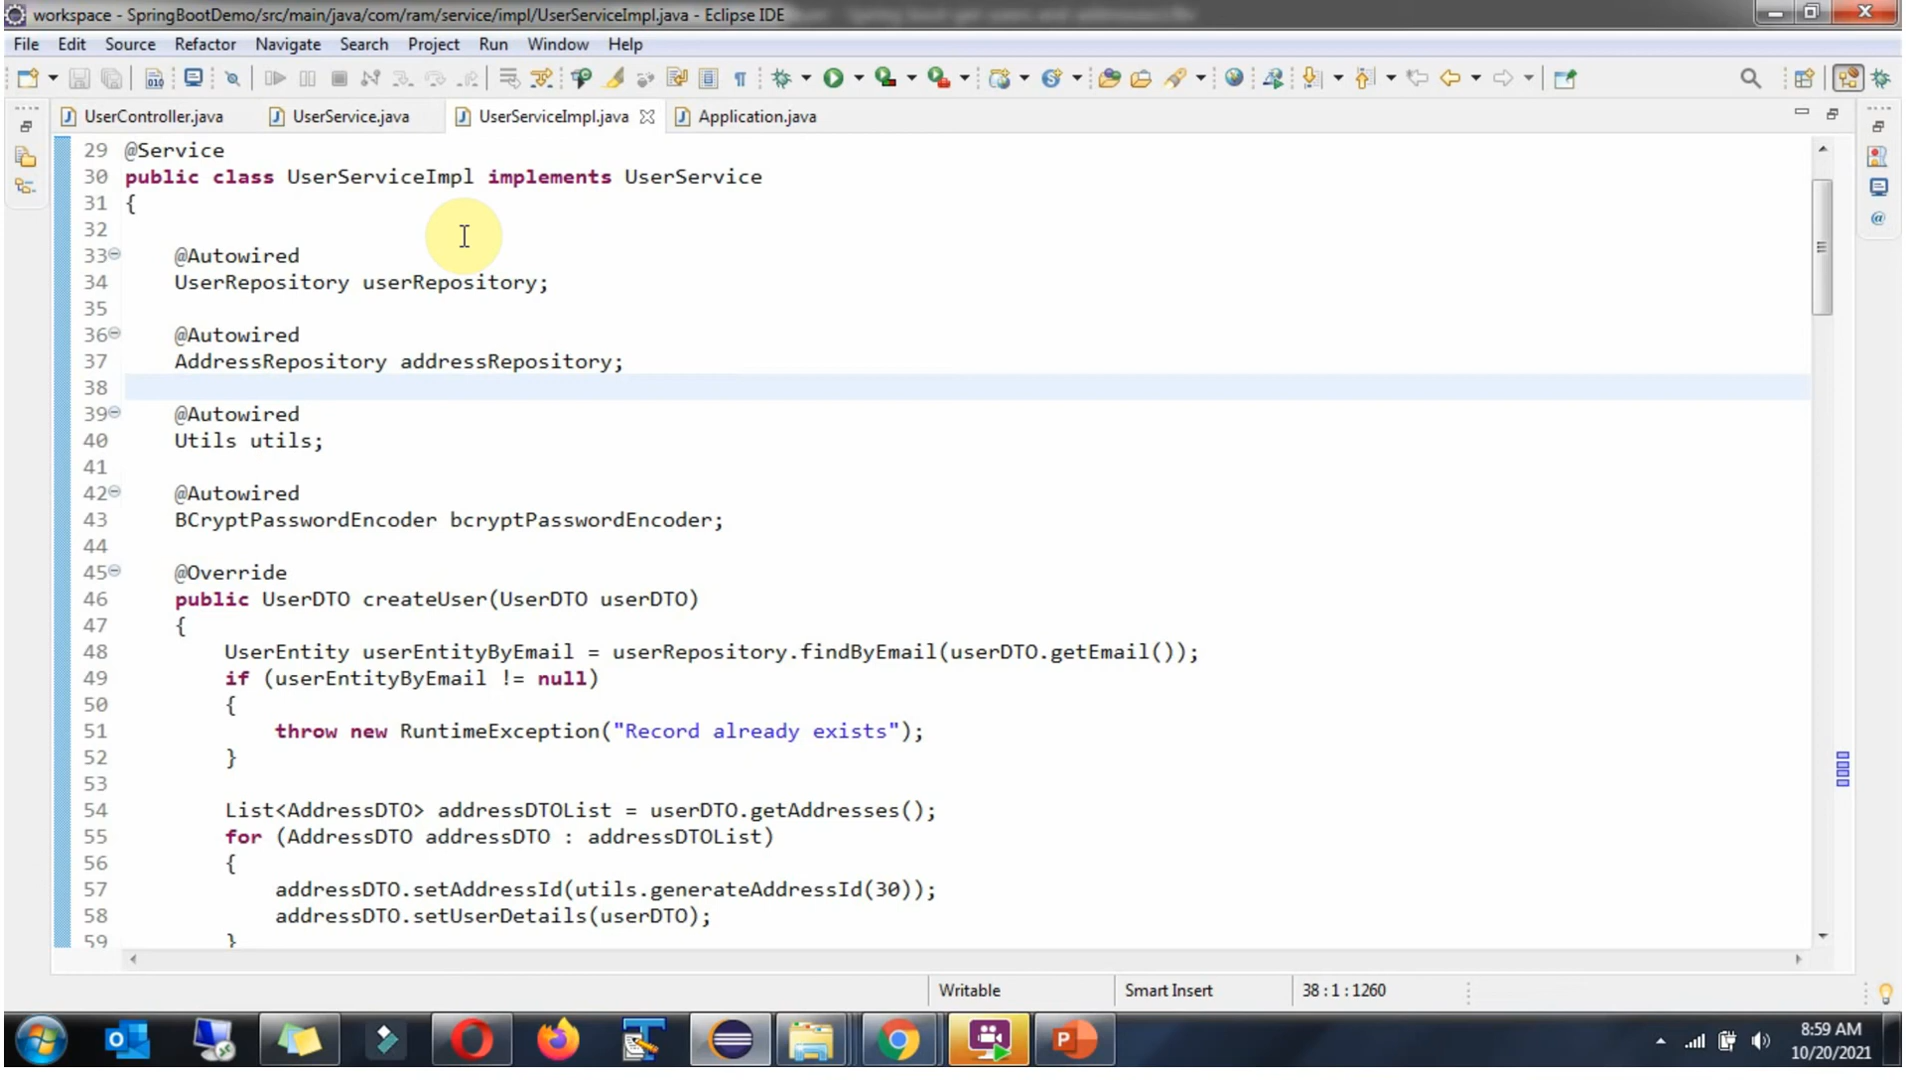 workspace - SpringBootDemo/src/main/java/com/ram/service/impl/UserServiceImpl.java - Eclipse IDE
File Edit Source Refactor Navigate Search Project Run Window Help
UserController.java UserService.java UserServiceImpl.java Application.java
29 @Service
30 public class UserServiceImpl implements UserService
31 {
32
33 @Autowired
34 UserRepository userRepository;
35
36 @Autowired
37 AddressRepository addressRepository;
38
39 @Autowired
40 Utils utils;
41
42 @Autowired
43 BCryptPasswordEncoder bcryptPasswordEncoder;
44
45 @Override
46 public UserDTO createUser(UserDTO userDTO)
47 {
48 UserEntity userEntityByEmail = userRepository.findByEmail(userDTO.getEmail());
49 if (userEntityByEmail != null)
50 {
51 throw new RuntimeException("Record already exists");
52 }
53
54 List<AddressDTO> addressDTOList = userDTO.getAddresses();
55 for (AddressDTO addressDTO : addressDTOList)
56 {
57 addressDTO.setAddressId(utils.generateAddressId(30));
58 addressDTO.setUserDetails(userDTO);
59 }
Writable Smart Insert 38 : 1 : 1260
8:59 AM
10/20/2021